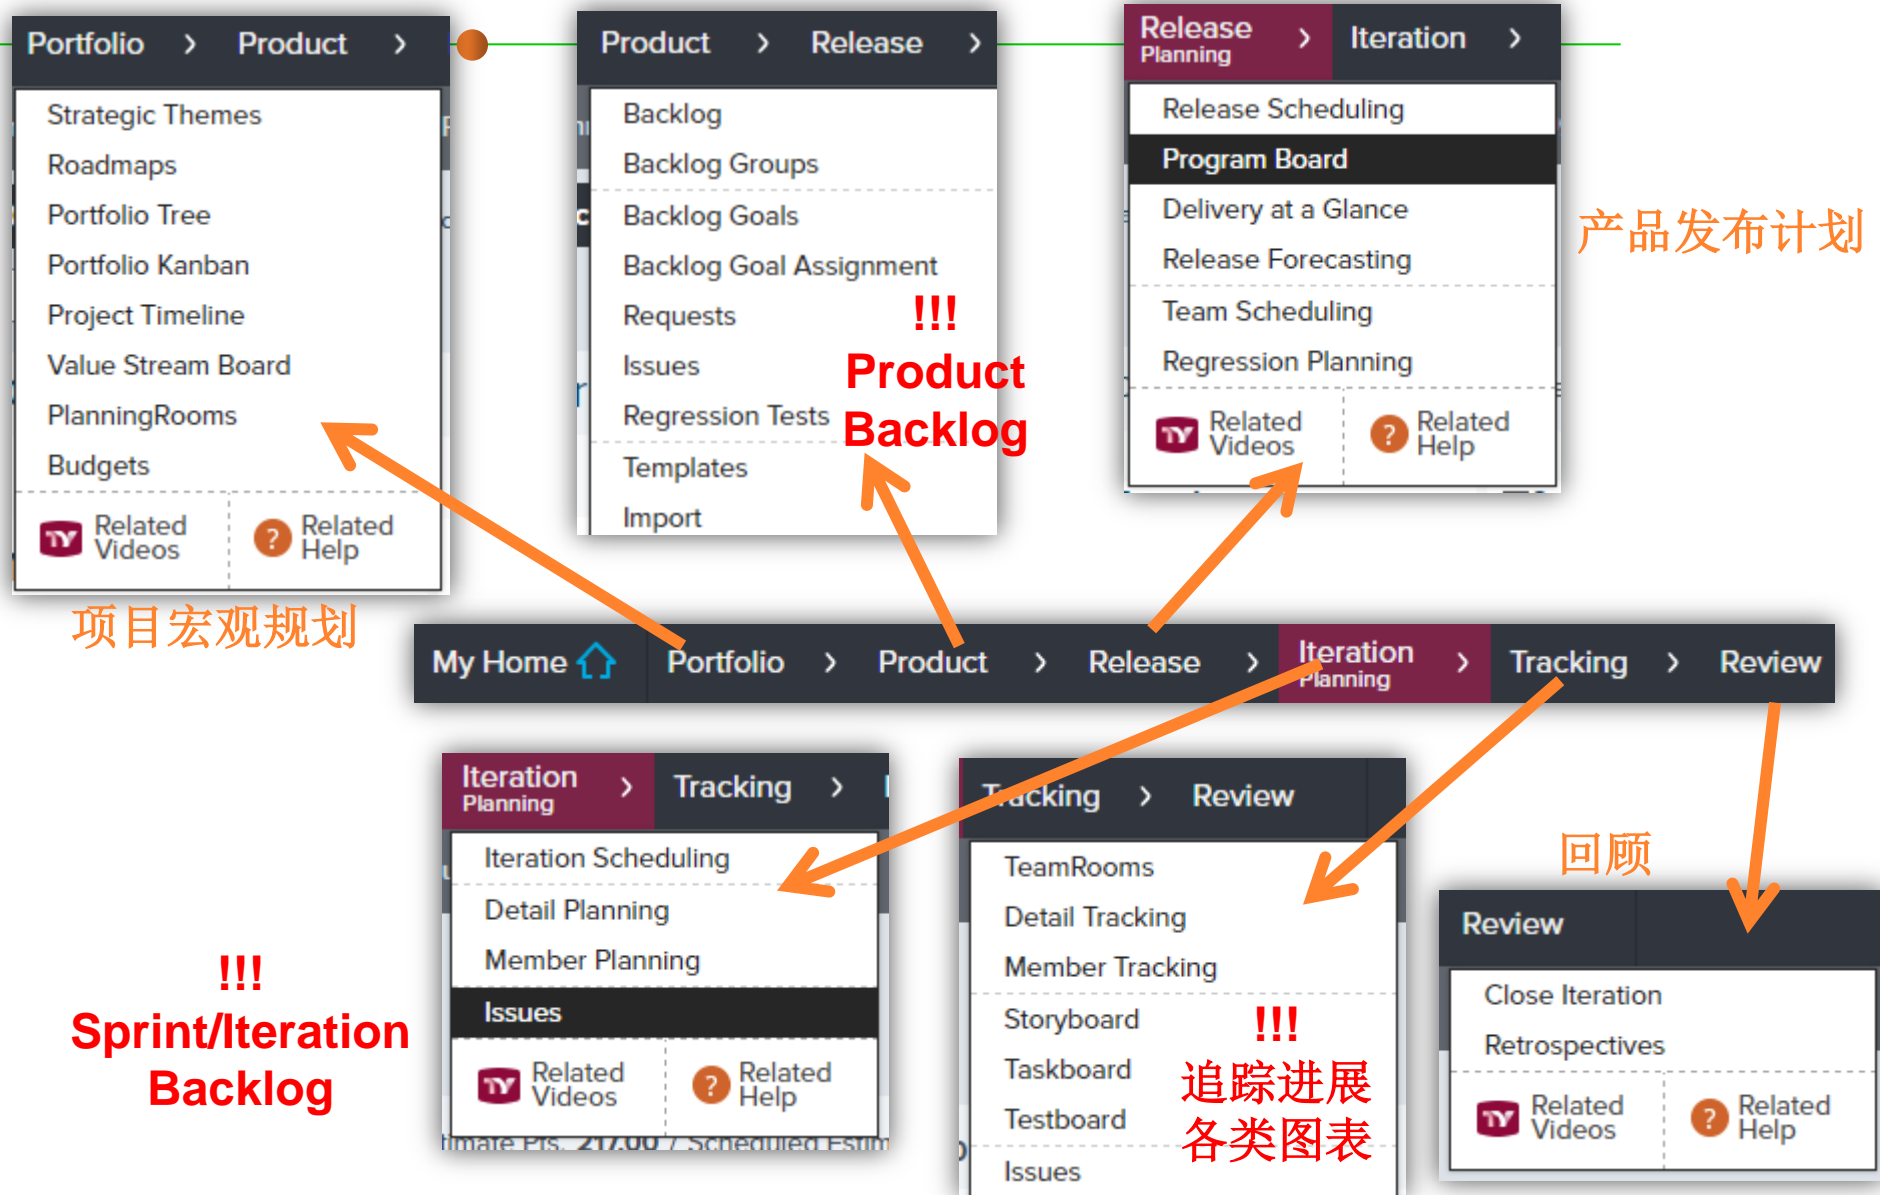 Portfolio > Product >
Strategic Themes
Roadmaps
Portfolio Tree
Portfolio Kanban
Project Timeline
Value Stream Board
PlanningRooms
Budgets
Related
Videos
? Related
Help
项目宏观规划
Product > Release >
Backlog
Backlog Groups
Backlog Goals
Backlog Goal Assignment
Requests
Issues
Regression Tests
Templates
Import
!!!
Product
Backlog
Release
Planning
> Iteration >
Release Scheduling
Program Board
Delivery at a Glance
Release Forecasting
Team Scheduling
Regression Planning
Related
Videos
? Related
Help
产品发布计划
My Home Portfolio > Product > Release > Iteration
Planning
> Tracking > Review
Iteration
Planning
> Tracking >
Iteration Scheduling
Detail Planning
Member Planning
Issues
Related
Videos
? Related
Help
timate Pts. 217.00 / Scheduled Estim
!!!
Sprint/Iteration
Backlog
Tracking > Review
TeamRooms
Detail Tracking
Member Tracking
Storyboard
Taskboard
Testboard
Issues
!!!
追踪进展
各类图表
回顾
Review
Close Iteration
Retrospectives
Related
Videos
? Related
Help